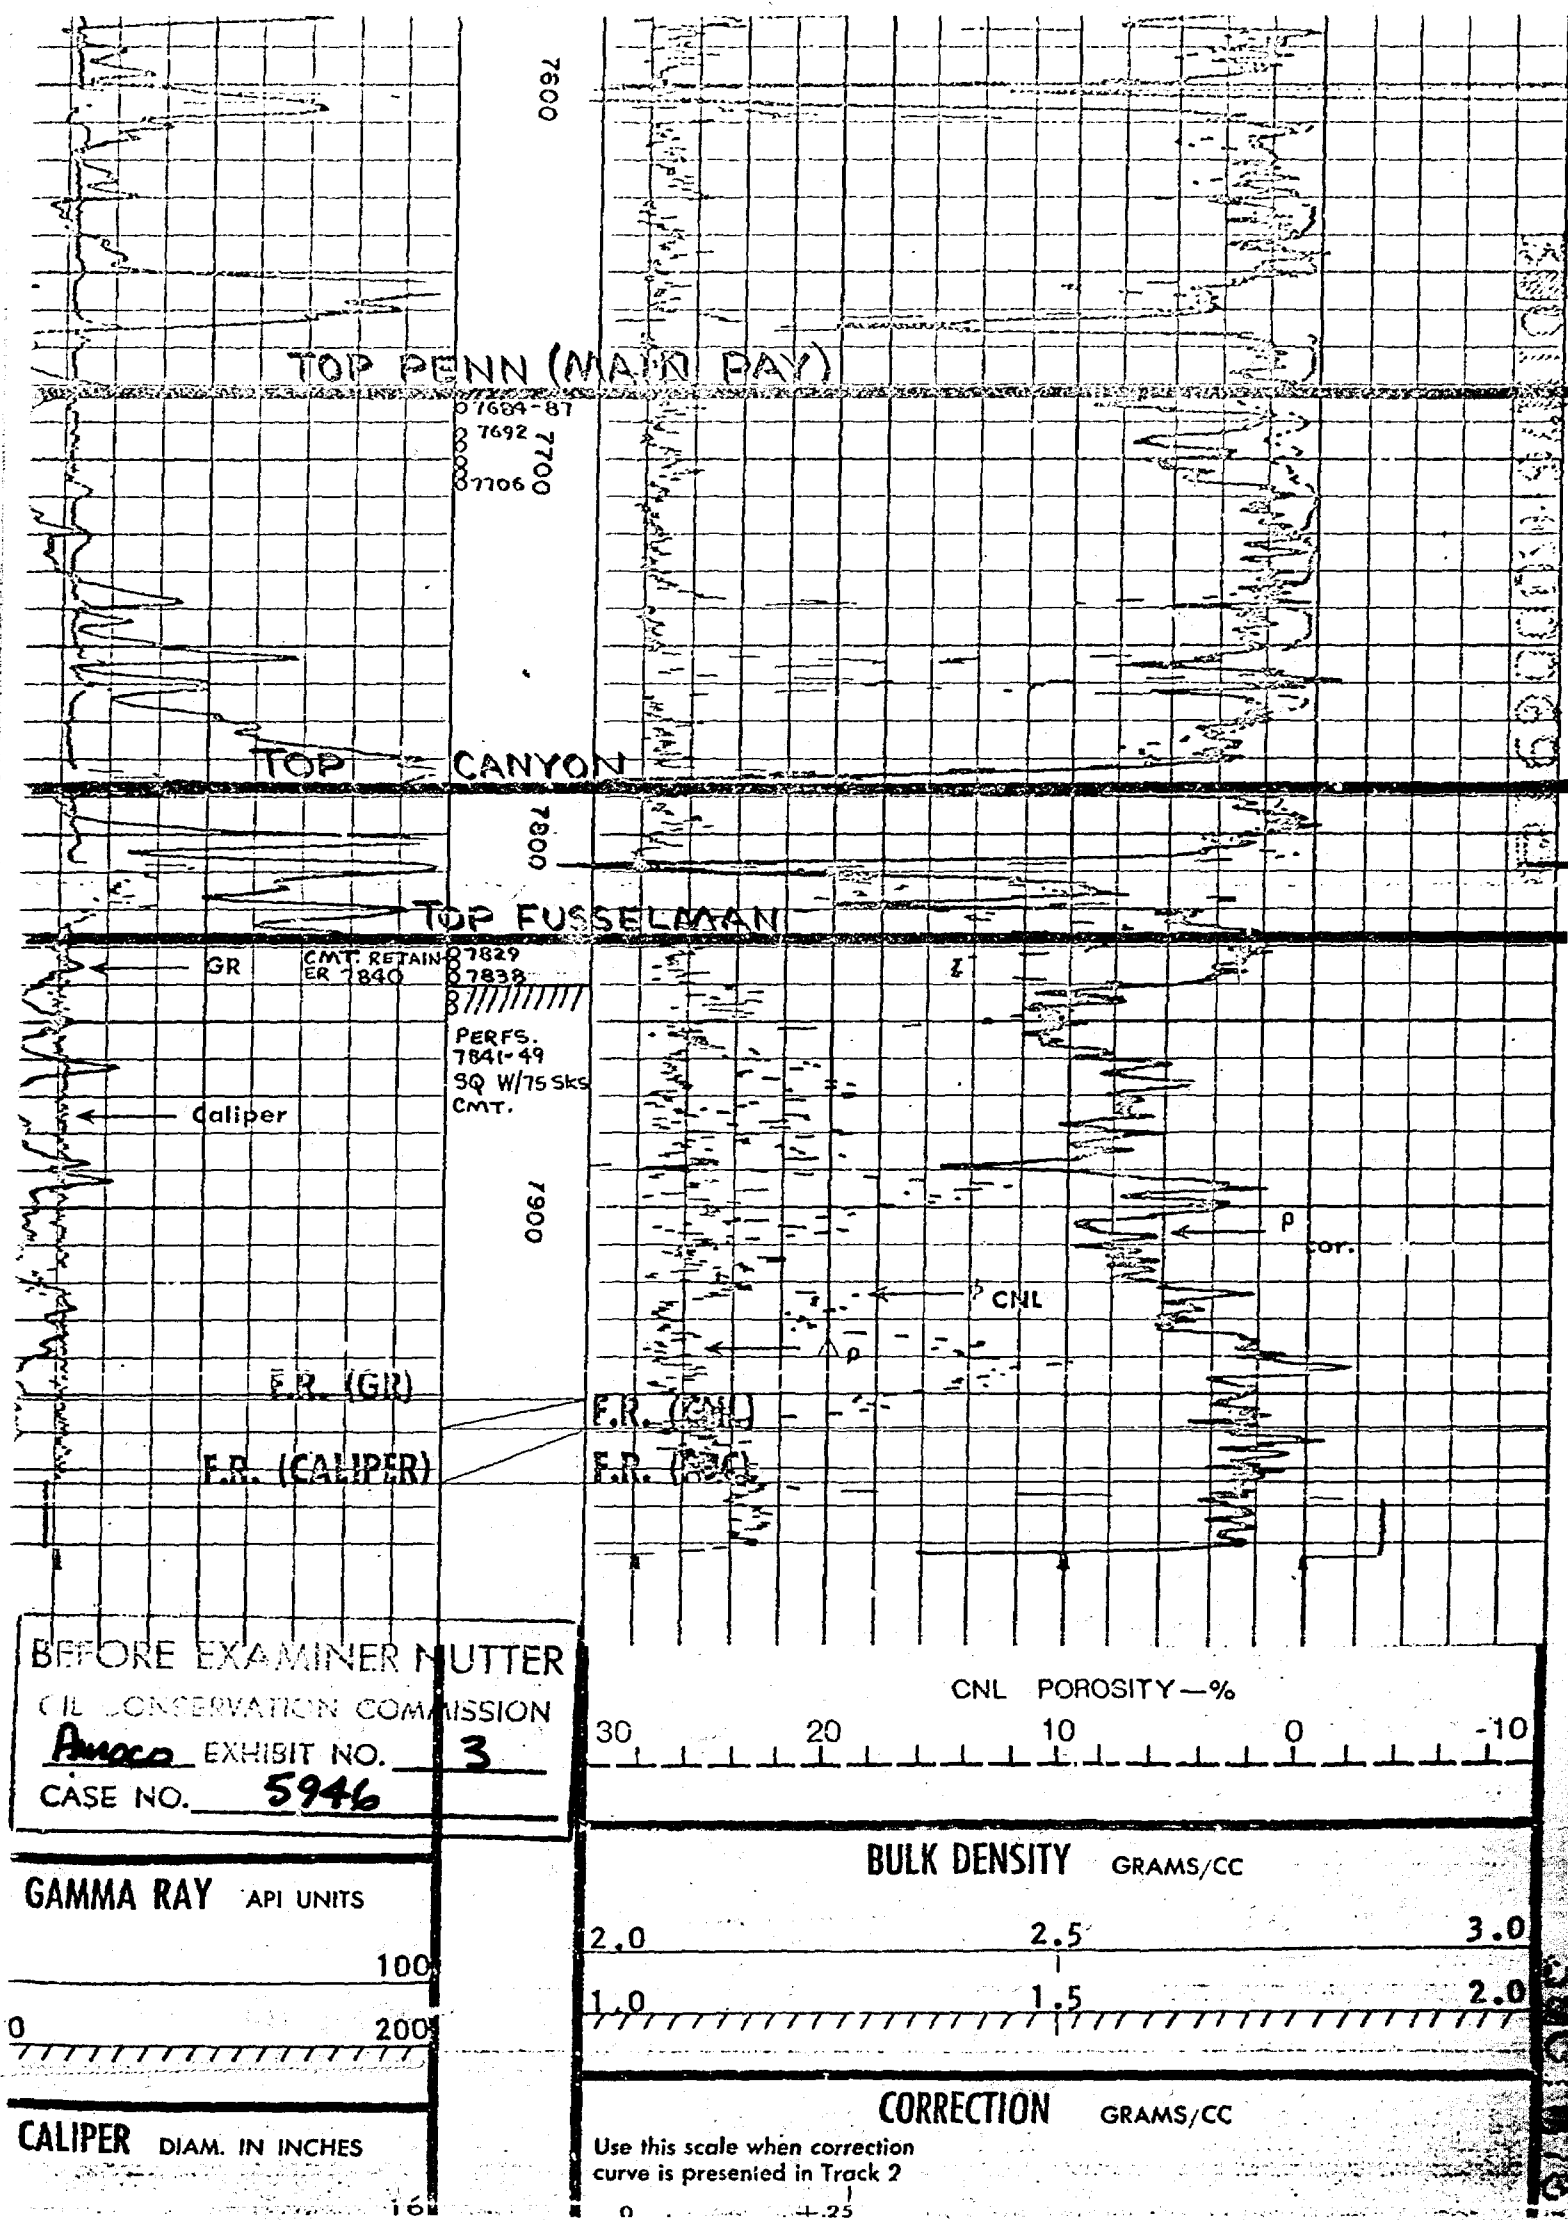 7600
TOP PENN (MAIN PAY)
7684-87
7692
7700
7706
TOP CANYON
7800
TOP FUSSELMAN
GR
CMT. RETAIN-
ER 7840
7829
7838
PERFS.
7841-49
SQ W/75 Sks
CMT.
Caliper
7900
ρ
cor.
CNL
ρ
F.R. (GR)
F.R. (CNL)
F.R. (CALIPER)
F.R.
BEFORE EXAMINER NUTTER
OIL CONSERVATION COMMISSION
Amoco EXHIBIT NO. 3
CASE NO. 5946
CNL POROSITY—%
30 20 10 0 -10
BULK DENSITY GRAMS/CC
2.0 2.5 3.0
1.0 1.5 2.0
GAMMA RAY API UNITS
100
0 200
CORRECTION GRAMS/CC
Use this scale when correction
curve is presented in Track 2
0 +.25
CALIPER DIAM. IN INCHES
16